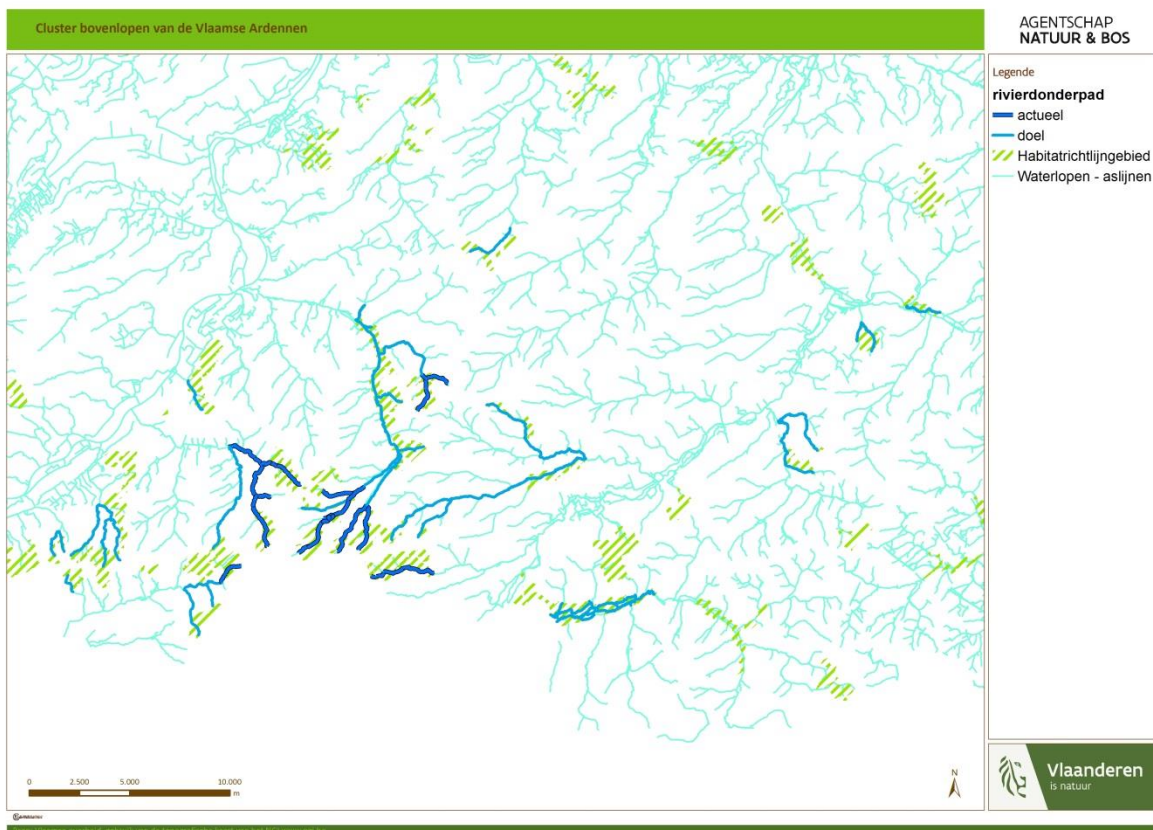 Cluster bovenlopen van de Vlaamse Ardennen
AGENTSCHAP
NATUUR & BOS
Legende
rivierdonderpad
actueel
doel
Habitatrichtlijngebied
Waterlopen - aslijnen
0 2.500 5.000 10.000
m
N
Vlaanderen
is natuur